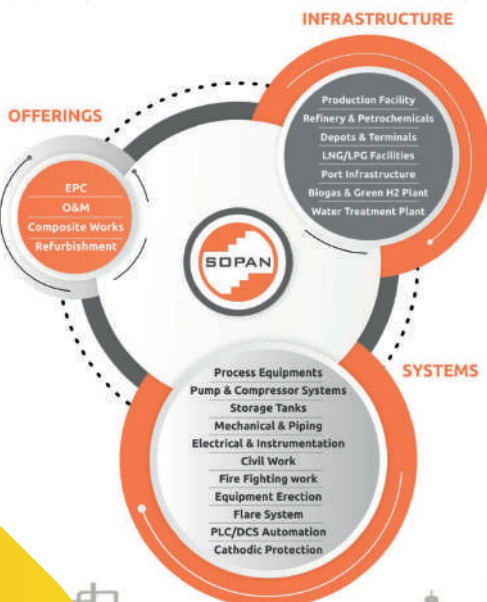 INFRASTRUCTURE
Production Facility
Refinery & Petrochemicals
Depots & Terminals
LNG/LPG Facilities
Port Infrastructure
Biogas & Green H2 Plant
Water Treatment Plant
OFFERINGS
EPC
O&M
Composite Works
Refurbishment
SOPAN
SYSTEMS
Process Equipments
Pump & Compressor Systems
Storage Tanks
Mechanical & Piping
Electrical & Instrumentation
Civil Work
Fire Fighting work
Equipment Erection
Flare System
PLC/DCS Automation
Cathodic Protection